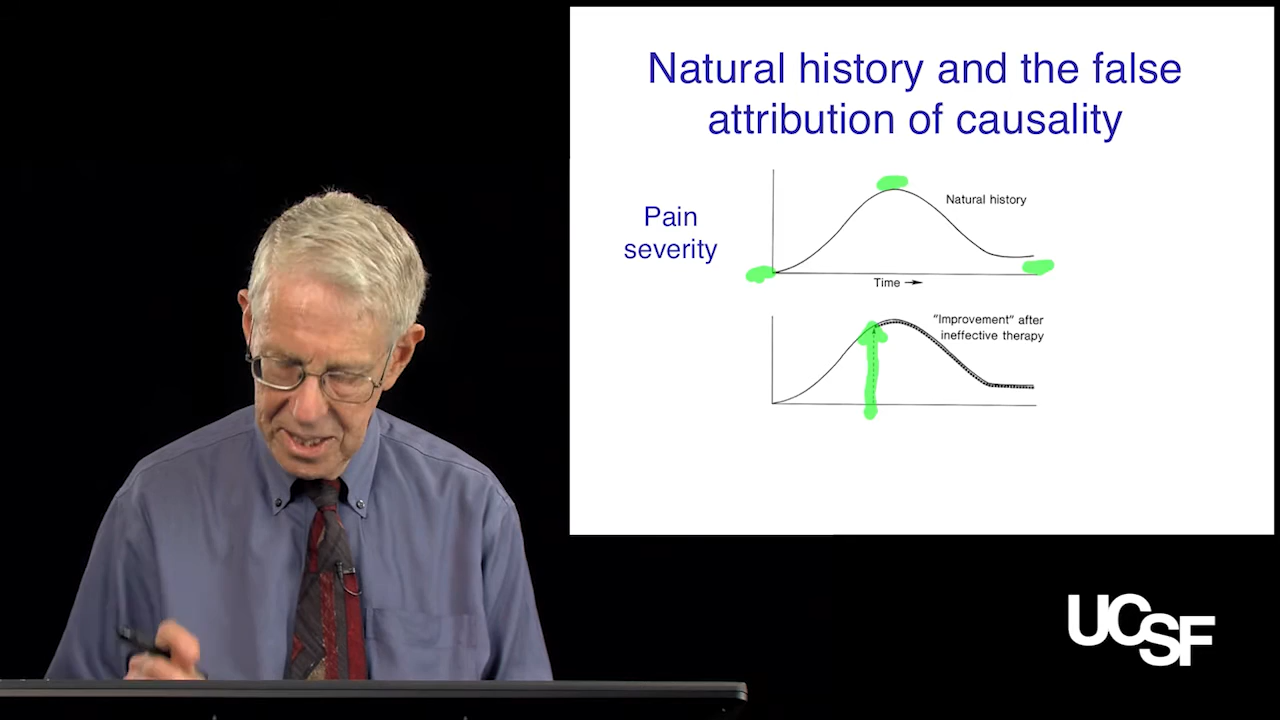 Natural history and the false
attribution of causality
Pain
severity
Natural history
Time
"Improvement" after
ineffective therapy
UCSF